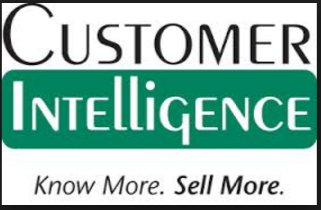 CUSTOMER
INTELLIGENCE
Know More. Sell More.